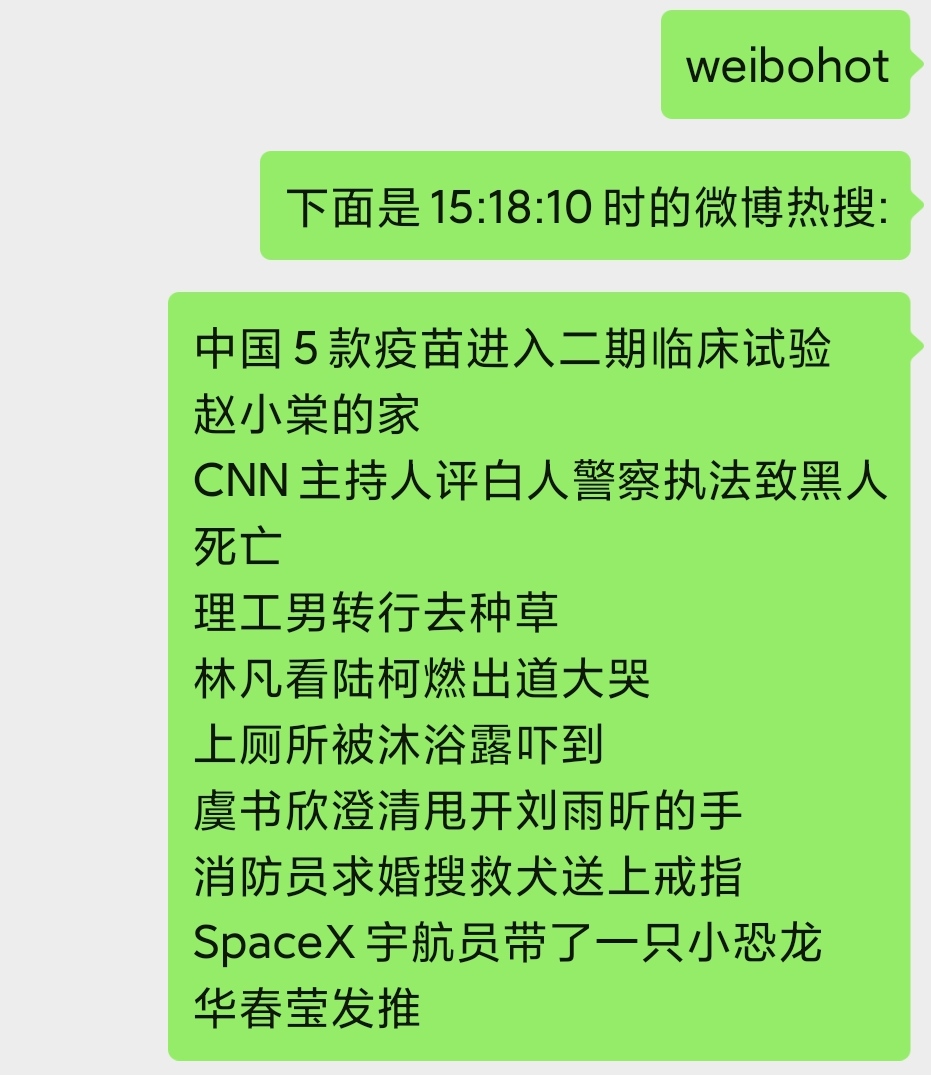 weibohot
下面是 15:18:10 时的微博热搜:
中国 5 款疫苗进入二期临床试验
赵小棠的家
CNN 主持人评白人警察执法致黑人
死亡
理工男转行去种草
林凡看陆柯燃出道大哭
上厕所被沐浴露吓到
虞书欣澄清甩开刘雨昕的手
消防员求婚搜救犬送上戒指
SpaceX 宇航员带了一只小恐龙
华春莹发推